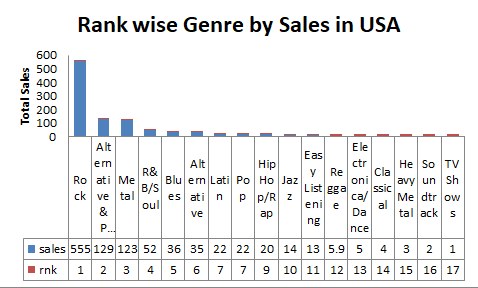 Rank wise Genre by Sales in USA
Total Sales
600
500
400
300
200
100
0
Rock
Alternative & P...
Metal
R&B/Soul
Blues
Alternative
Latin
Pop
Hip Hop/Rap
Jazz
Easy Listening
Reggae
Electronica/Dance
Classical
Heavy Metal
Soundtrack
TV Shows
sales 555 129 123 52 36 35 22 22 20 14 13 5.9 5 4 3 2 1
rnk 1 2 3 4 5 6 7 7 9 10 11 12 13 14 15 16 17